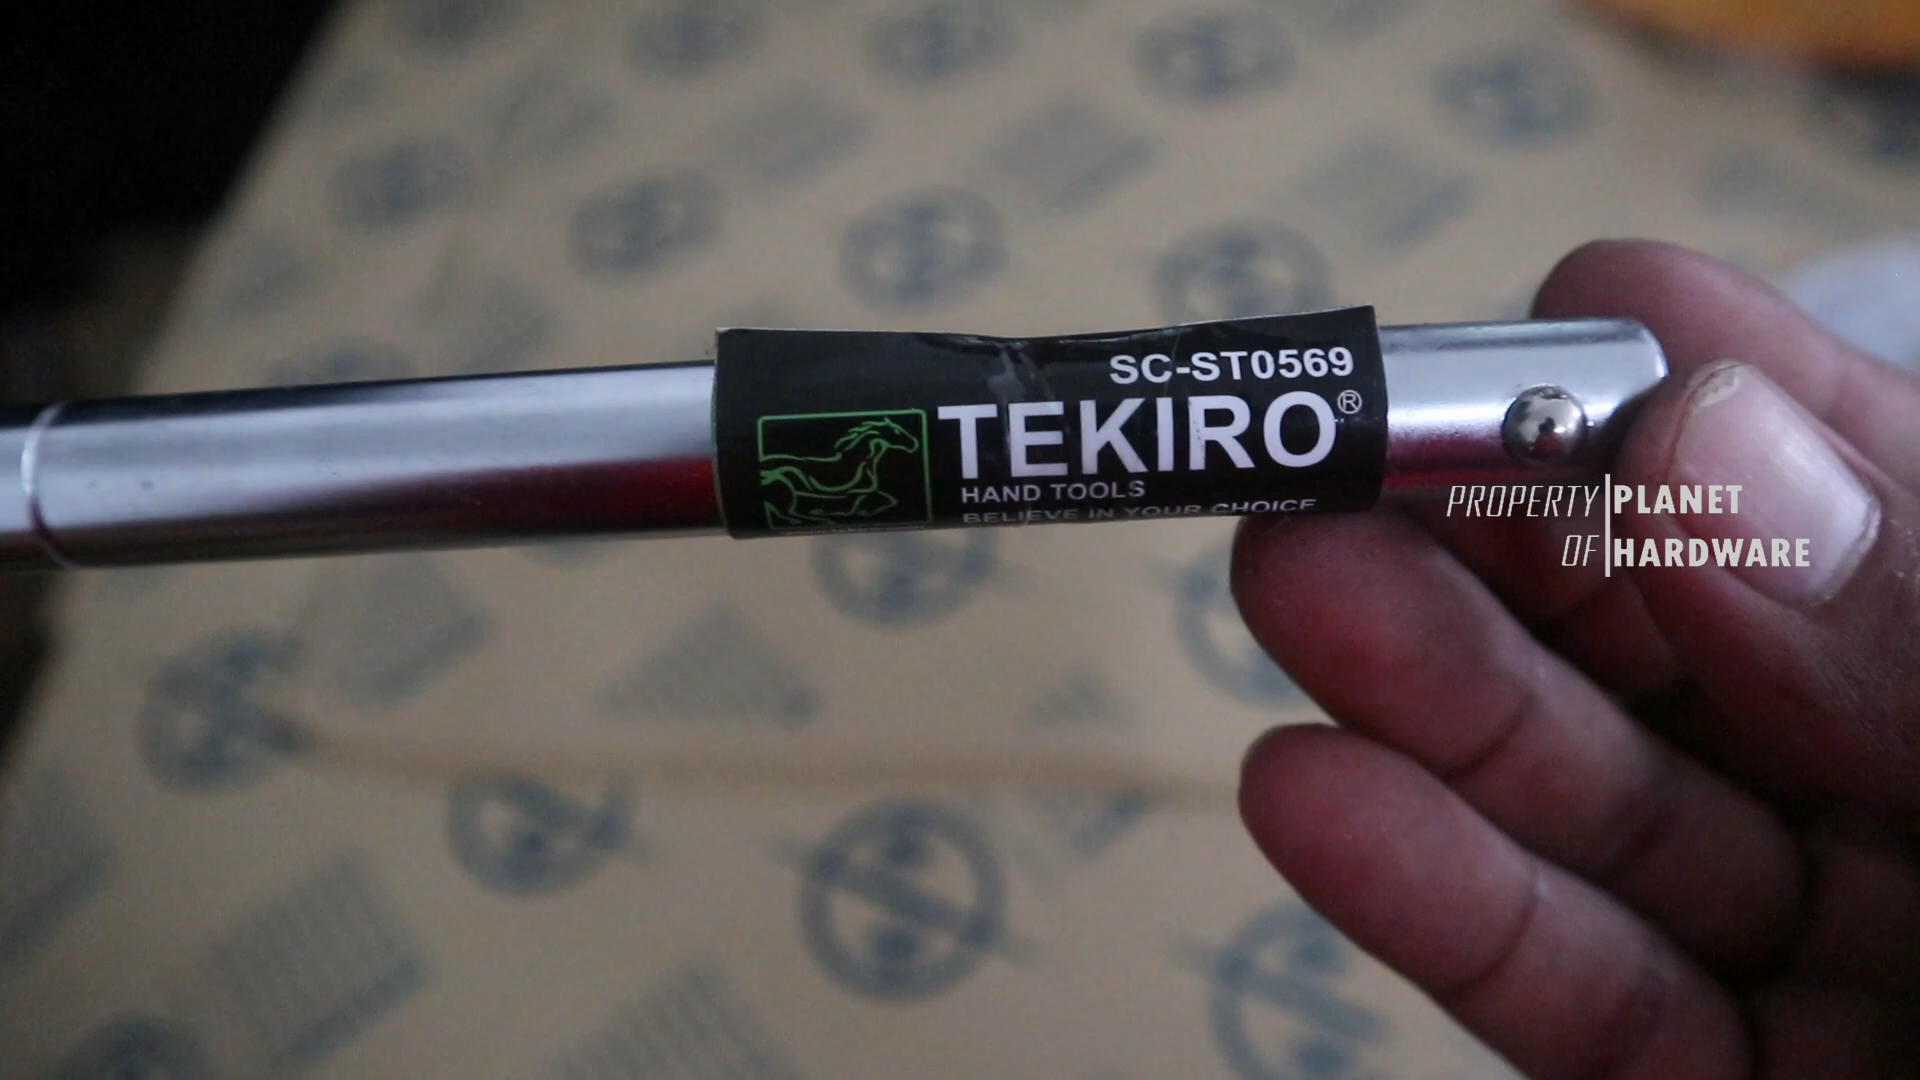 SC-ST0569
TEKIRO®
HAND TOOLS
BELIEVE IN YOUR CHOICE
PROPERTY PLANET
OF HARDWARE